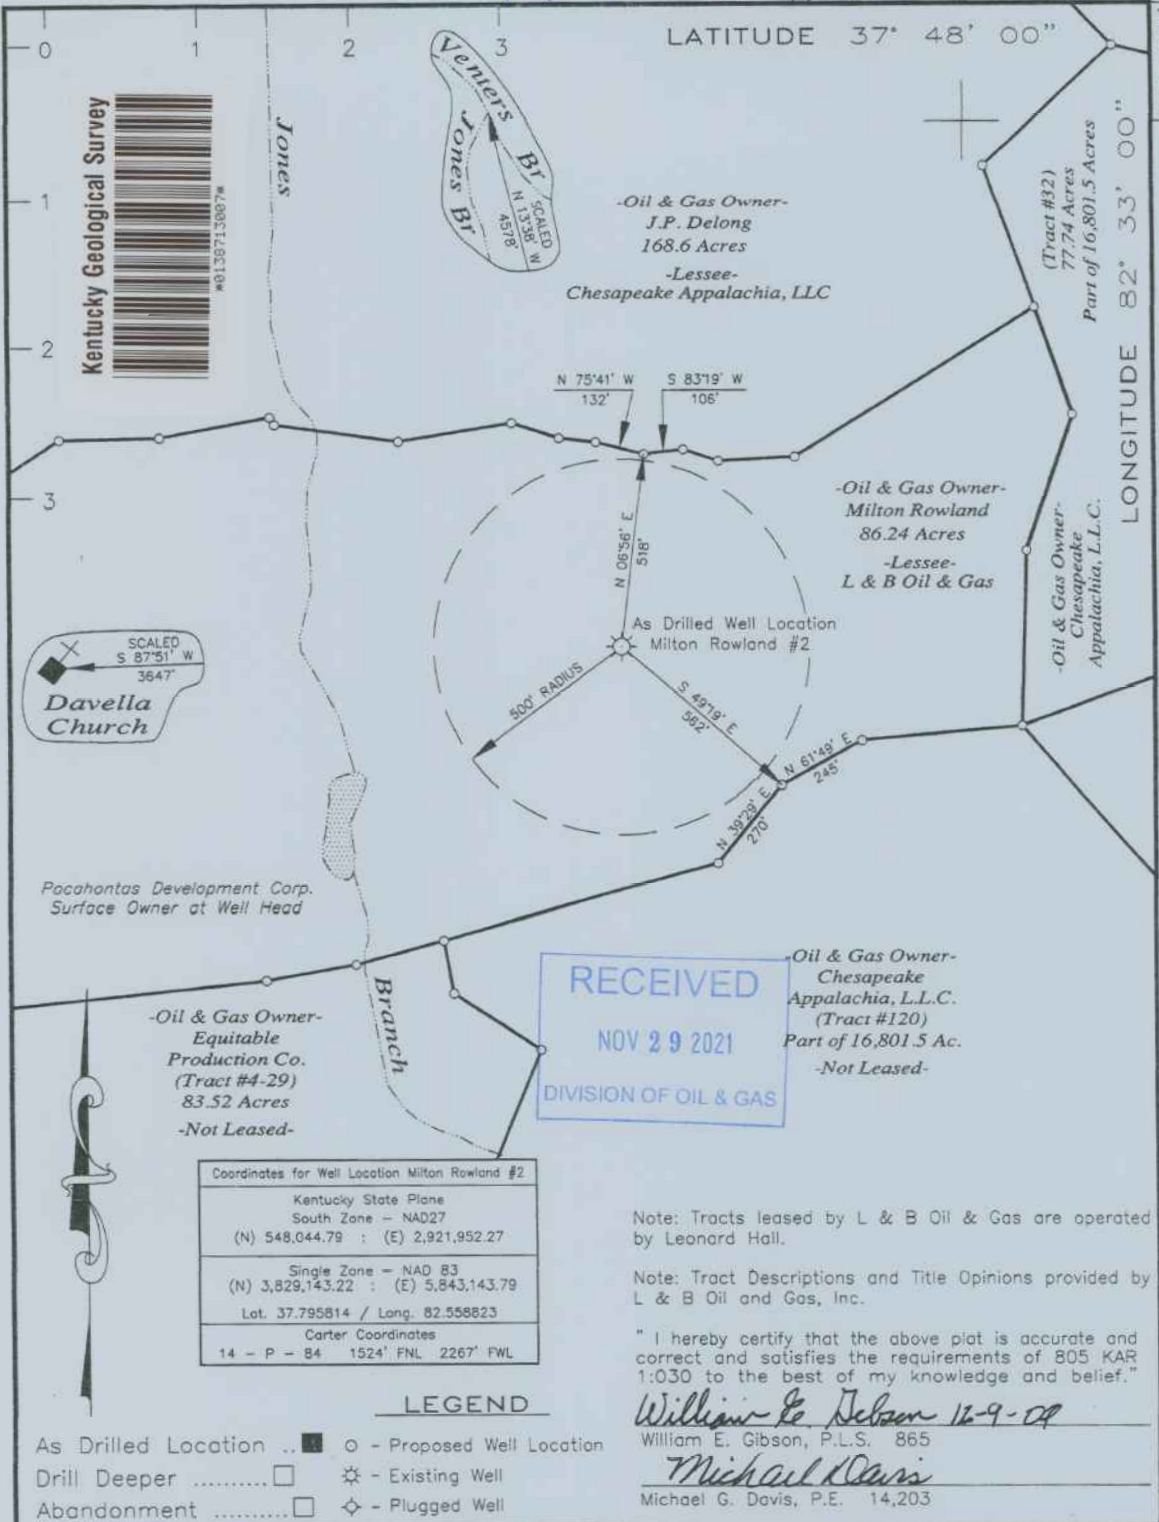 0
1
2
3
LATITUDE 37° 48' 00"
1
2
3
LONGITUDE 82° 33' 00"
Kentucky Geological Survey
*0138713007*
Jones
Venters
Br
Jones Br
SCALED
N 13°38' W
4578'
-Oil & Gas Owner-
J.P. Delong
168.6 Acres
-Lessee-
Chesapeake Appalachia, LLC
(Tract #32)
77.74 Acres
Part of 16,801.5 Acres
N 75°41' W
132'
S 83°19' W
106'
-Oil & Gas Owner-
Milton Rowland
86.24 Acres
-Lessee-
L & B Oil & Gas
-Oil & Gas Owner-
Chesapeake
Appalachia, L.L.C.
N 06°56' E
518'
As Drilled Well Location
Milton Rowland #2
500' RADIUS
S 49°19' E
562'
N 61°49' E
245'
N 39°29' E
270'
SCALED
S 87°51' W
3647'
Davella
Church
Pocahontas Development Corp.
Surface Owner at Well Head
-Oil & Gas Owner-
Equitable
Production Co.
(Tract #4-29)
83.52 Acres
-Not Leased-
Branch
RECEIVED
NOV 29 2021
DIVISION OF OIL & GAS
-Oil & Gas Owner-
Chesapeake
Appalachia, L.L.C.
(Tract #120)
Part of 16,801.5 Ac.
-Not Leased-
Coordinates for Well Location Milton Rowland #2
Kentucky State Plane
South Zone - NAD27
(N) 548,044.79 : (E) 2,921,952.27
Single Zone - NAD 83
(N) 3,829,143.22 : (E) 5,843,143.79
Lat. 37.795814 / Long. 82.558823
Carter Coordinates
14 - P - 84 1524' FNL 2267' FWL
Note: Tracts leased by L & B Oil & Gas are operated
by Leonard Hall.
Note: Tract Descriptions and Title Opinions provided by
L & B Oil and Gas, Inc.
" I hereby certify that the above plat is accurate and
correct and satisfies the requirements of 805 KAR
1:030 to the best of my knowledge and belief."
William E Gibson 12-9-09
William E. Gibson, P.L.S. 865
Michael G Davis
Michael G. Davis, P.E. 14,203
LEGEND
As Drilled Location .. ■ ○ - Proposed Well Location
Drill Deeper .......... □ ☼ - Existing Well
Abandonment .......... □ - Plugged Well